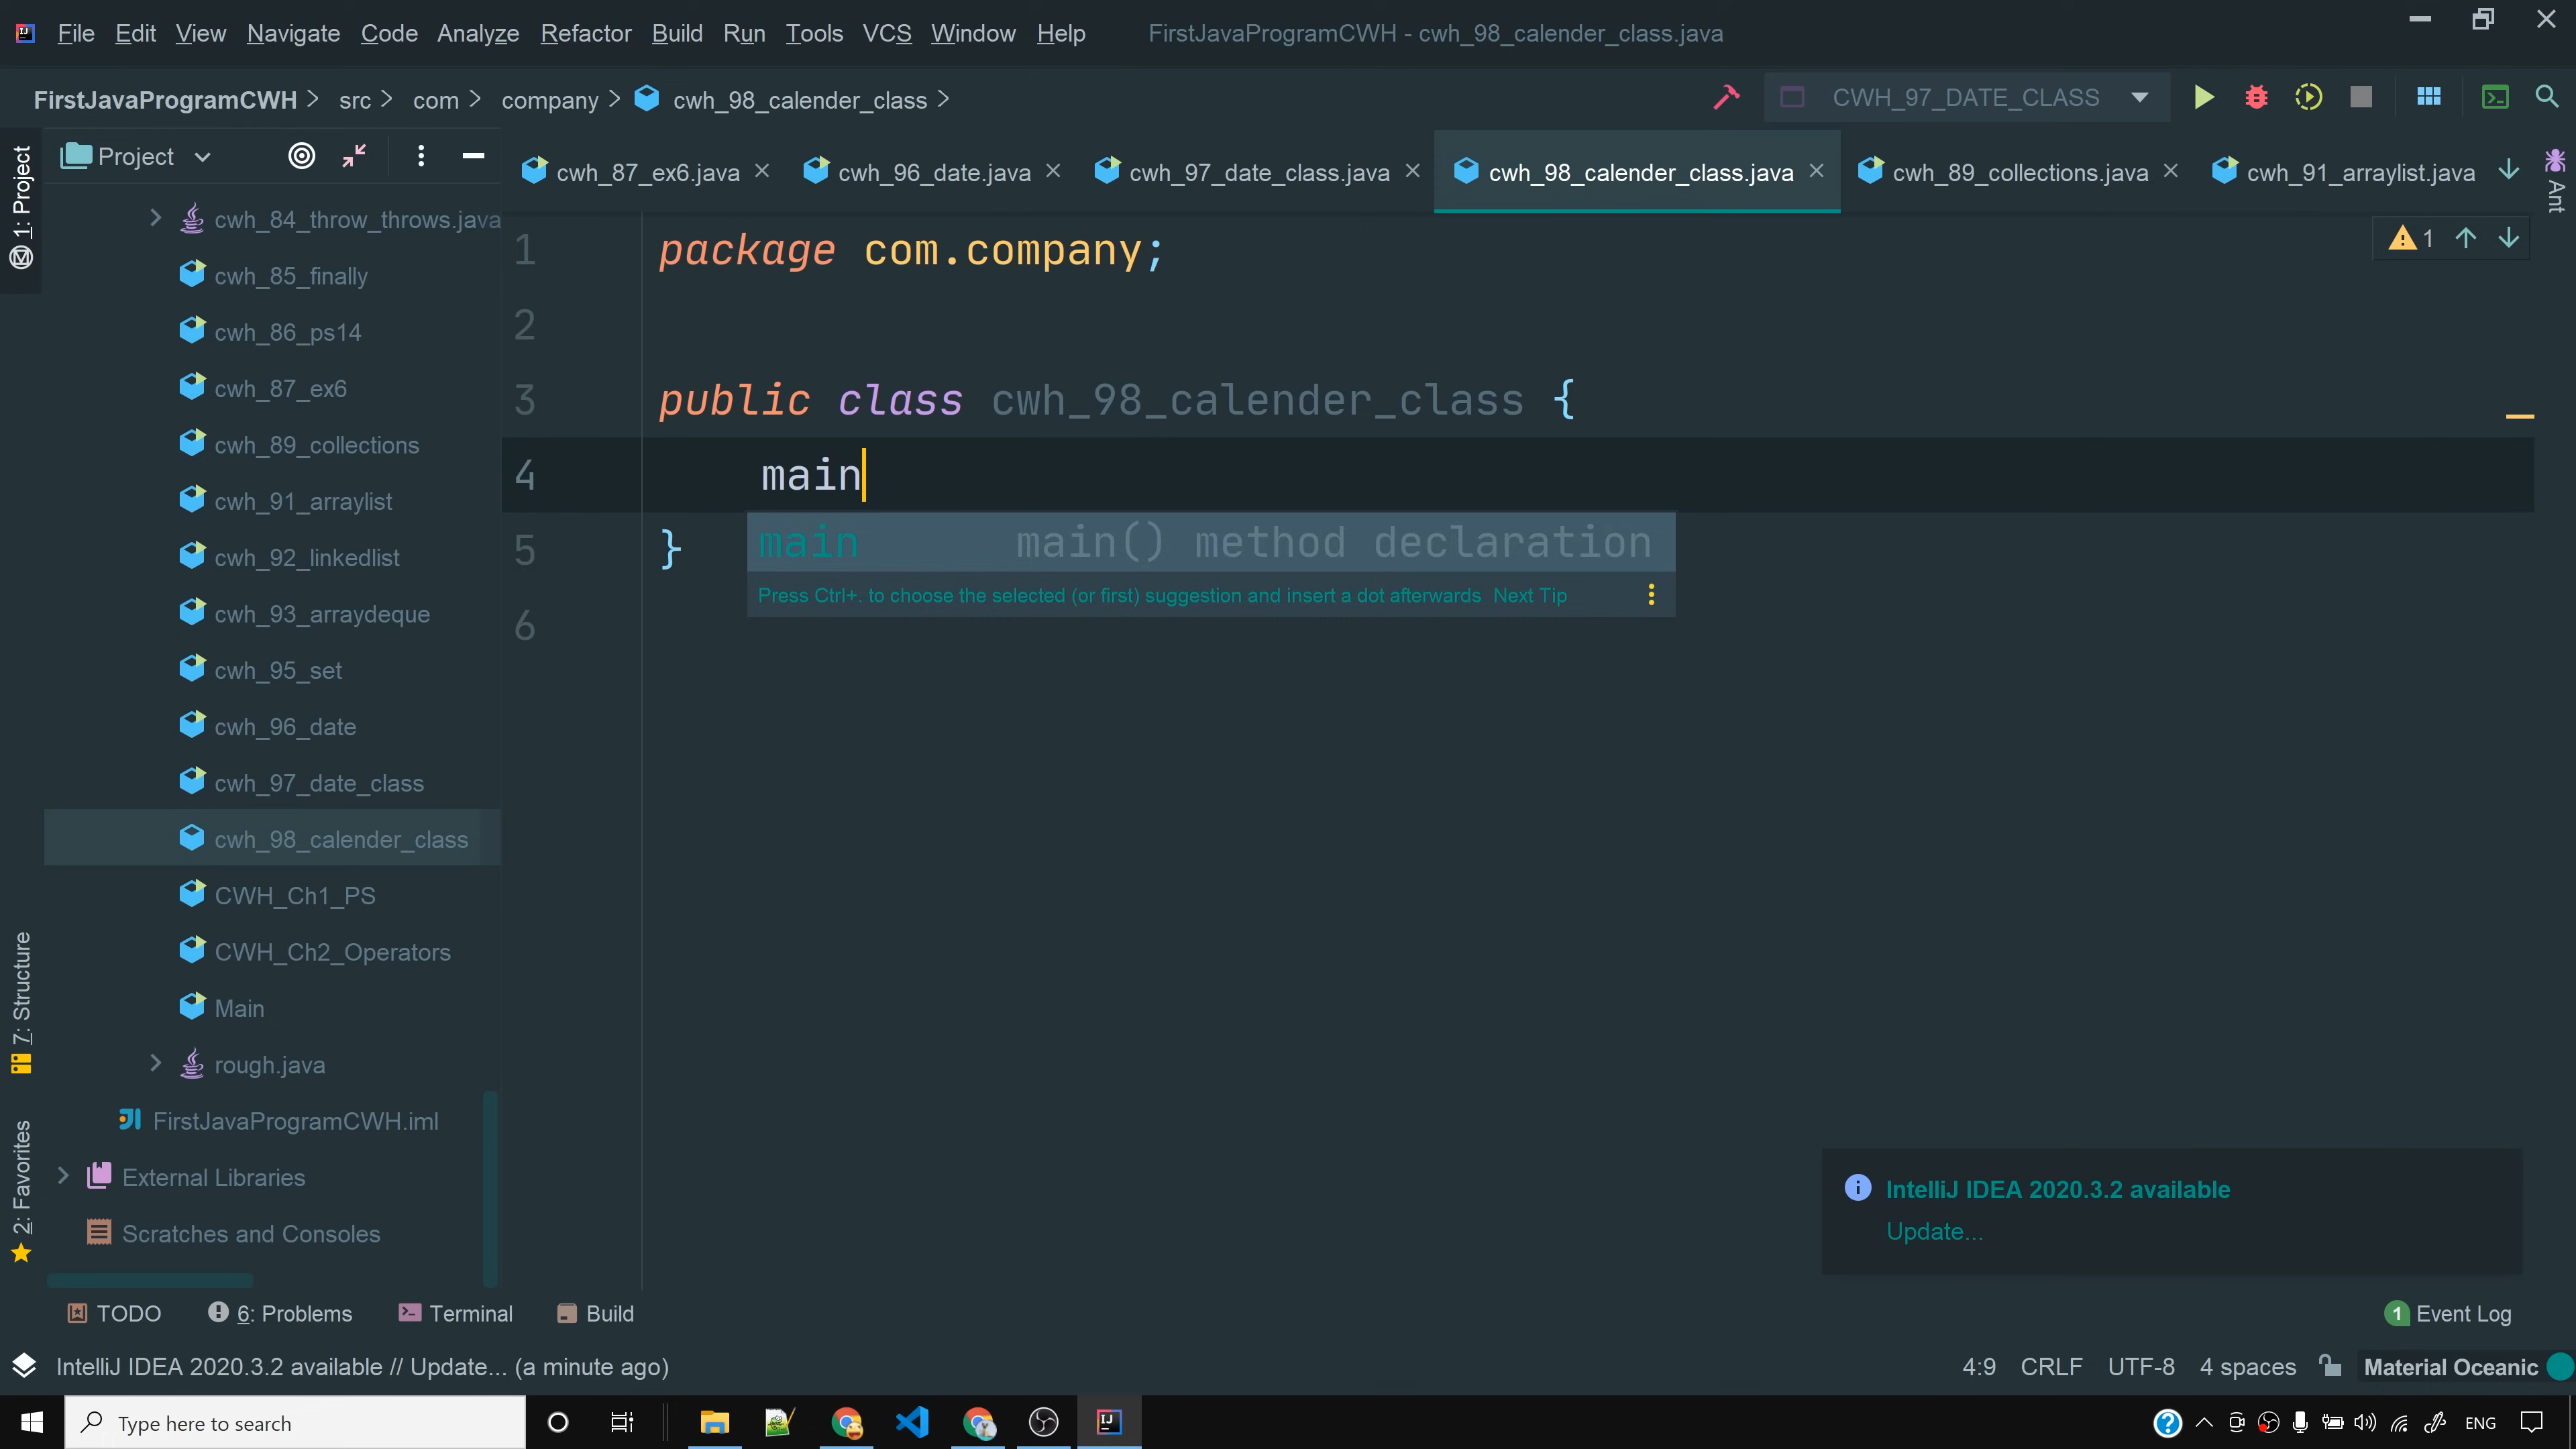 File Edit View Navigate Code Analyze Refactor Build Run Tools VCS Window Help FirstJavaProgramCWH - cwh_98_calender_class.java
FirstJavaProgramCWH src com company cwh_98_calender_class CWH_97_DATE_CLASS
1: Project
Project
cwh_87_ex6.java cwh_96_date.java cwh_97_date_class.java cwh_98_calender_class.java cwh_89_collections.java cwh_91_arraylist.java
Ant
cwh_84_throw_throws.java
cwh_85_finally
cwh_86_ps14
cwh_87_ex6
cwh_89_collections
cwh_91_arraylist
cwh_92_linkedlist
cwh_93_arraydeque
cwh_95_set
cwh_96_date
cwh_97_date_class
cwh_98_calender_class
CWH_Ch1_PS
CWH_Ch2_Operators
Main
rough.java
FirstJavaProgramCWH.iml
External Libraries
Scratches and Consoles
7: Structure
2: Favorites
1 package com.company;
2
3 public class cwh_98_calender_class {
4 main
5 }
6
main main() method declaration
Press Ctrl+. to choose the selected (or first) suggestion and insert a dot afterwards Next Tip
1
IntelliJ IDEA 2020.3.2 available
Update...
TODO 6: Problems Terminal Build 1 Event Log
IntelliJ IDEA 2020.3.2 available // Update... (a minute ago) 4:9 CRLF UTF-8 4 spaces Material Oceanic
Type here to search ENG